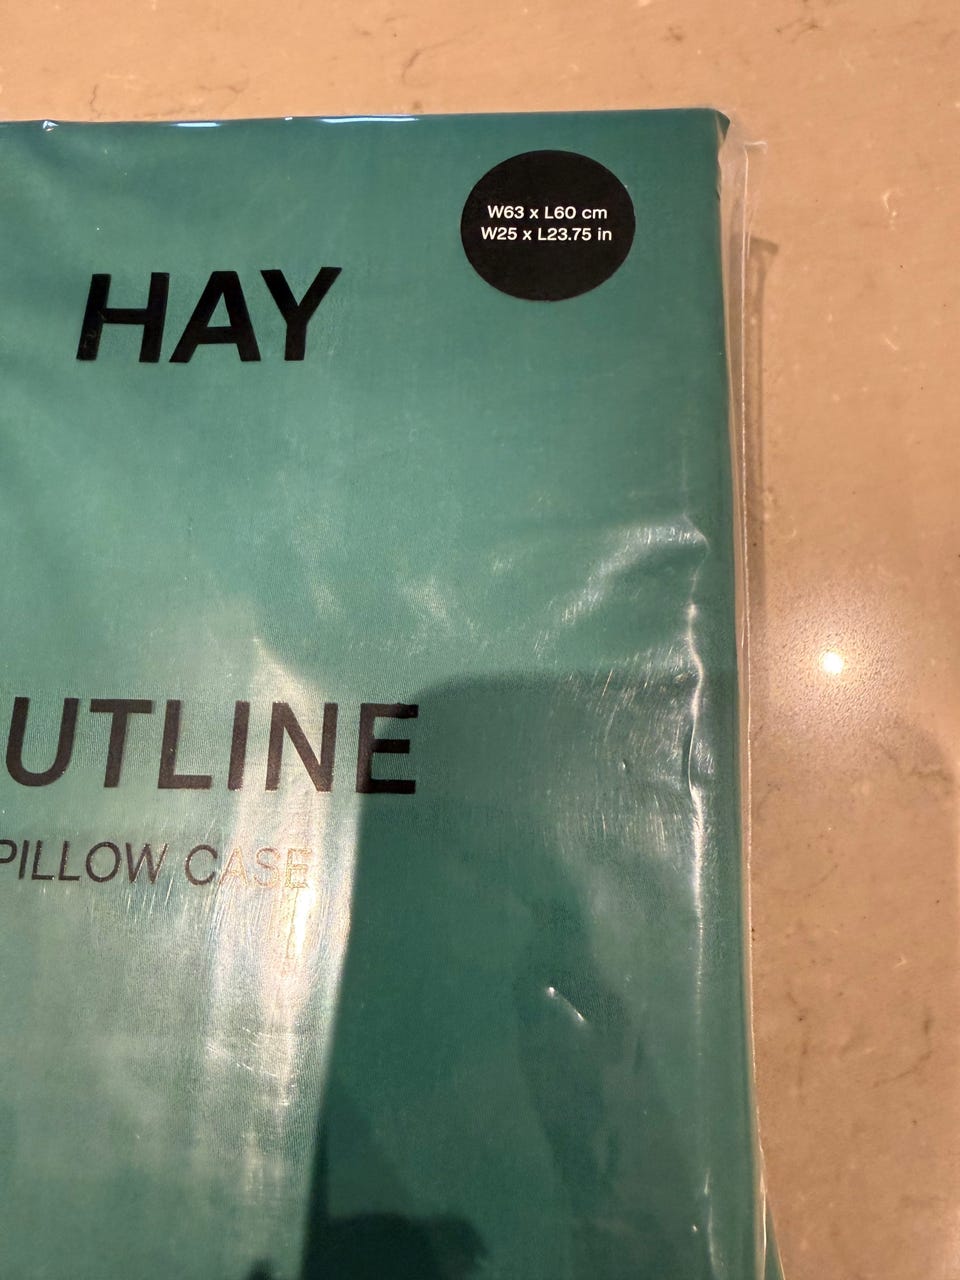 W63 x L60 cm
W25 x L23.75 in
HAY
UTLINE
PILLOW CASE